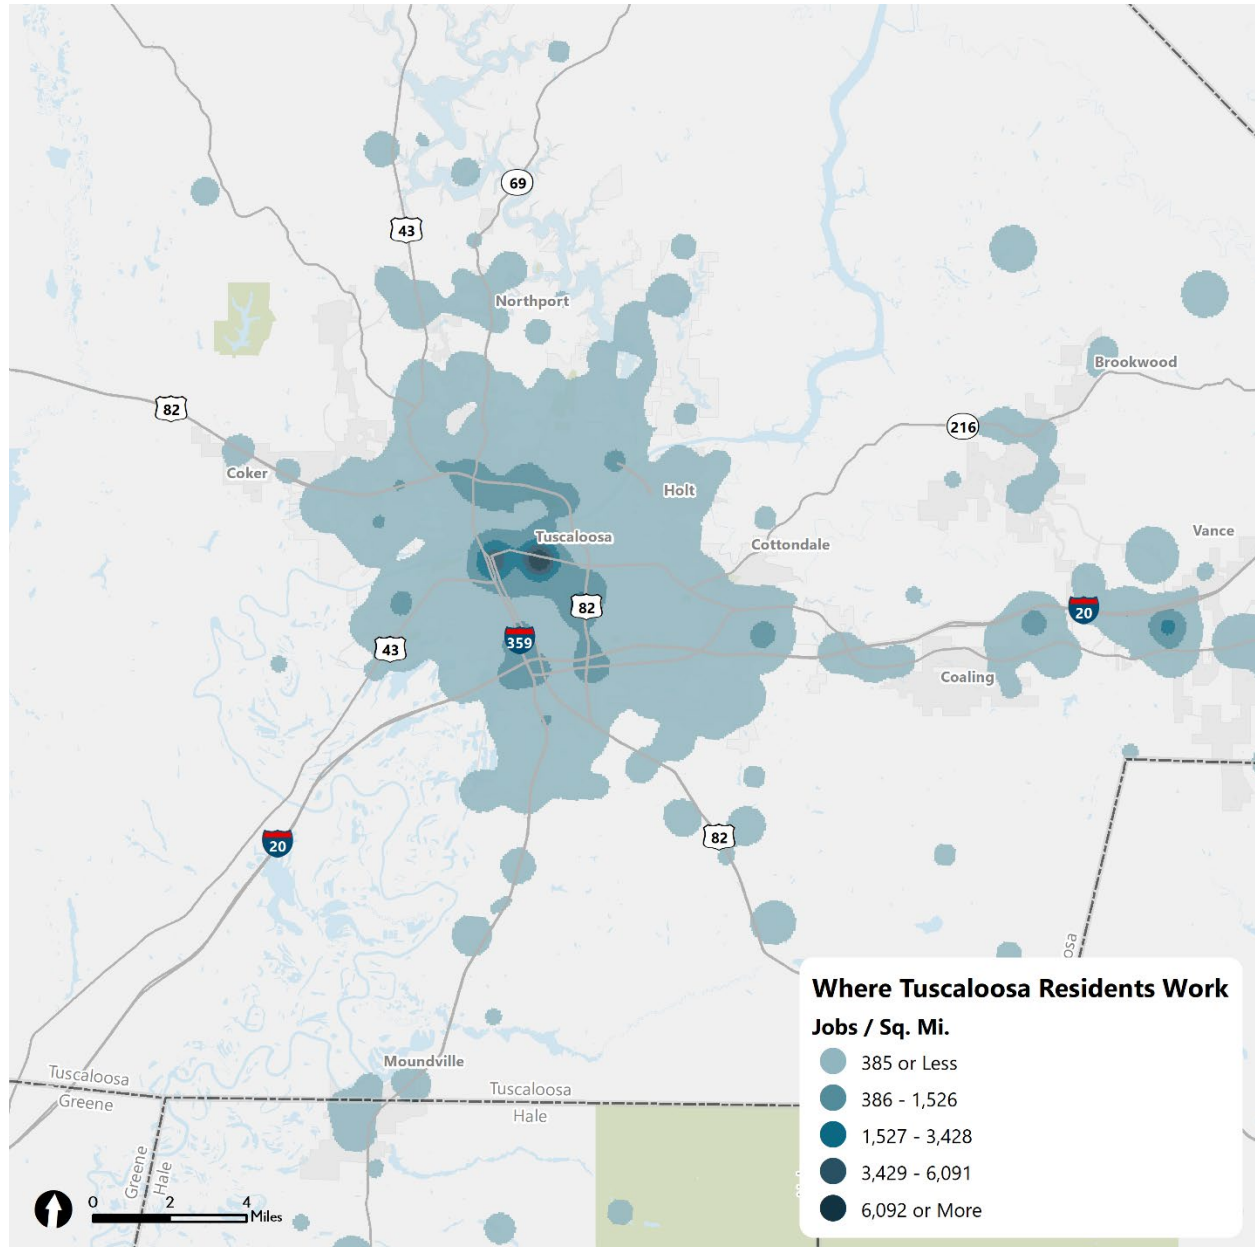 69
43
Northport
Brookwood
82
216
Coker
Holt
Tuscaloosa
Cottondale
Vance
82
20
359
43
Coaling
82
20
Where Tuscaloosa Residents Work
Jobs / Sq. Mi.
385 or Less
386 - 1,526
1,527 - 3,428
3,429 - 6,091
6,092 or More
Moundville
Tuscaloosa
Greene
Tuscaloosa
Hale
Greene
Hale
0 2 4
Miles